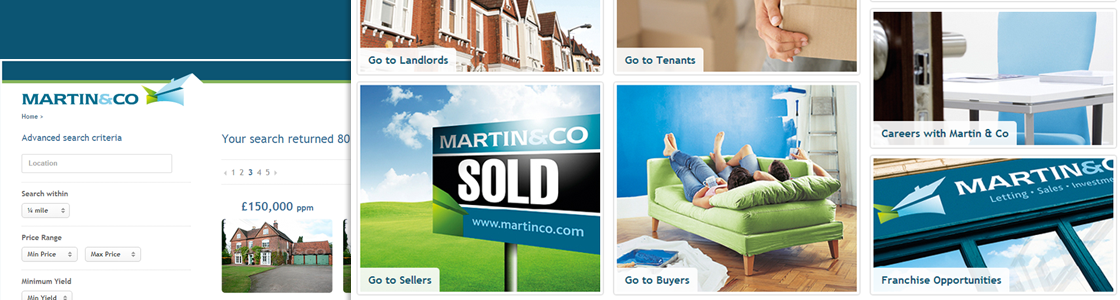 MARTIN&CO
Home >
Advanced search criteria
Location
Search within
¼ mile
Price Range
Min Price
Max Price
Minimum Yield
Min Yield
Your search returned 80
« 1 2 3 4 5 >
£150,000 ppm
Go to Landlords
Go to Tenants
MARTIN&CO
SOLD
www.martinco.com
Go to Sellers
Go to Buyers
Careers with Martin & Co
MARTIN&CO
Letting • Sales • Investme
Franchise Opportunities